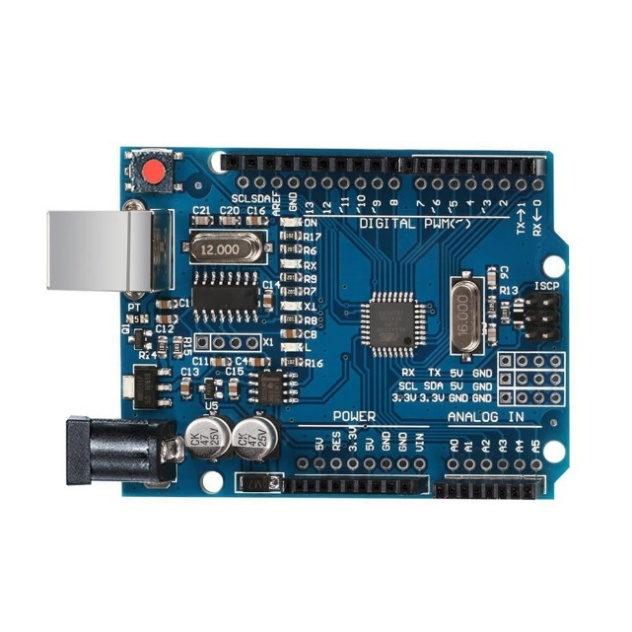 SCLSDA
AREF
GND
13
12
11
10
9
8
7
6
5
4
3
2
TX→1
RX←0
DIGITAL PWM(~)
C21 C20 C16
12.000
ON
R17
R6
RX
R9
R7
C14
C1
X1
R8
C8
L
R16
PT
C12
R24
R15
C11 C4
X1
C13
C15
U5
CK
47
25V
CK
47
25V
16.000
C6
R13
ISCP
RX TX 5V GND
SCL SDA 5V GND
3.3V 3.3V GND GND
POWER
ANALOG IN
5V
RES
3.3V
5V
GND
GND
VIN
A0
A1
A2
A3
A4
A5